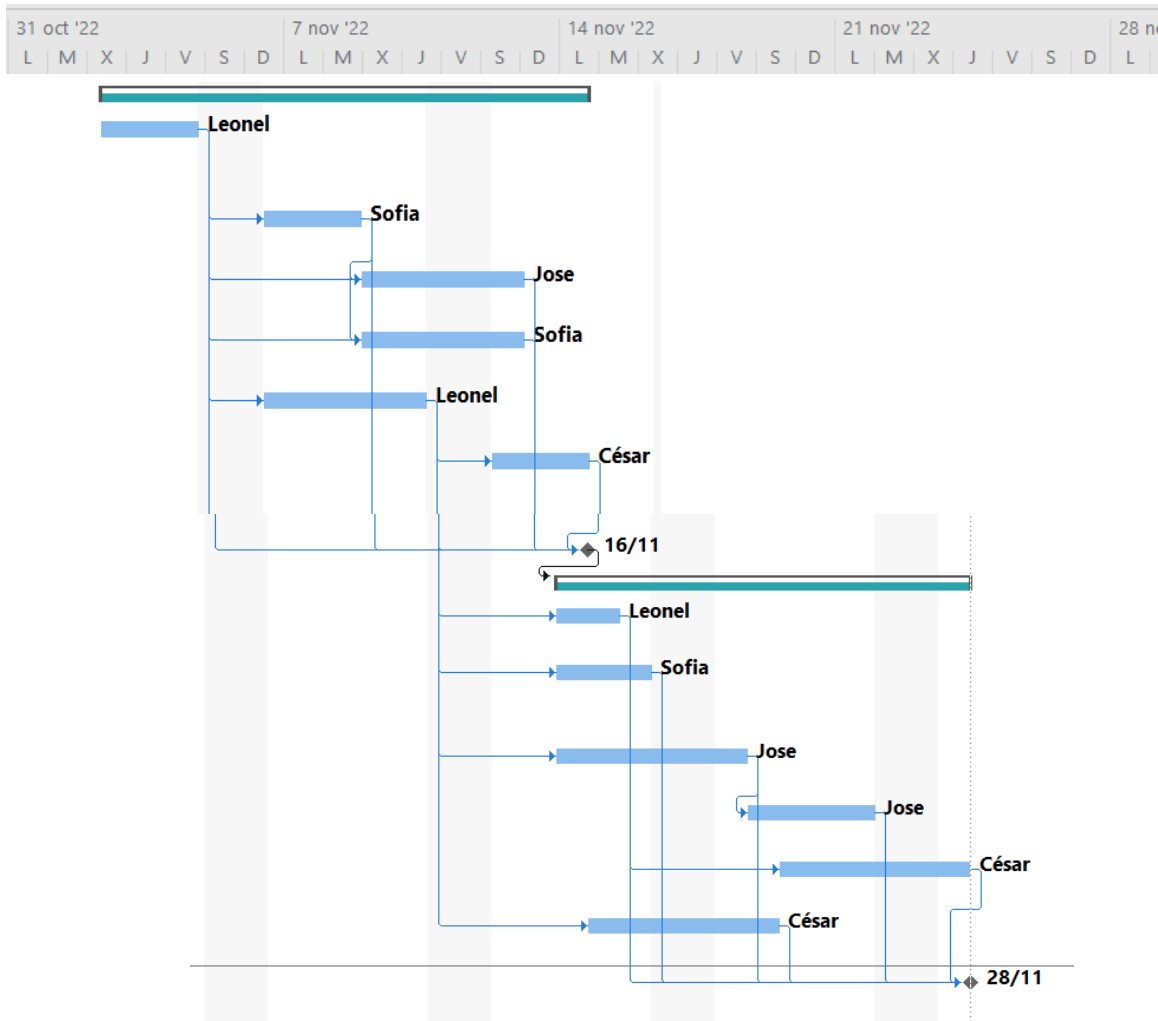 31 oct '22 7 nov '22 14 nov '22 21 nov '22 28 n
L M X J V S D L M X J V S D L M X J V S D L M X J V S D L
Leonel
Sofia
Jose
Sofia
Leonel
César
16/11
Leonel
Sofia
Jose
Jose
César
César
28/11